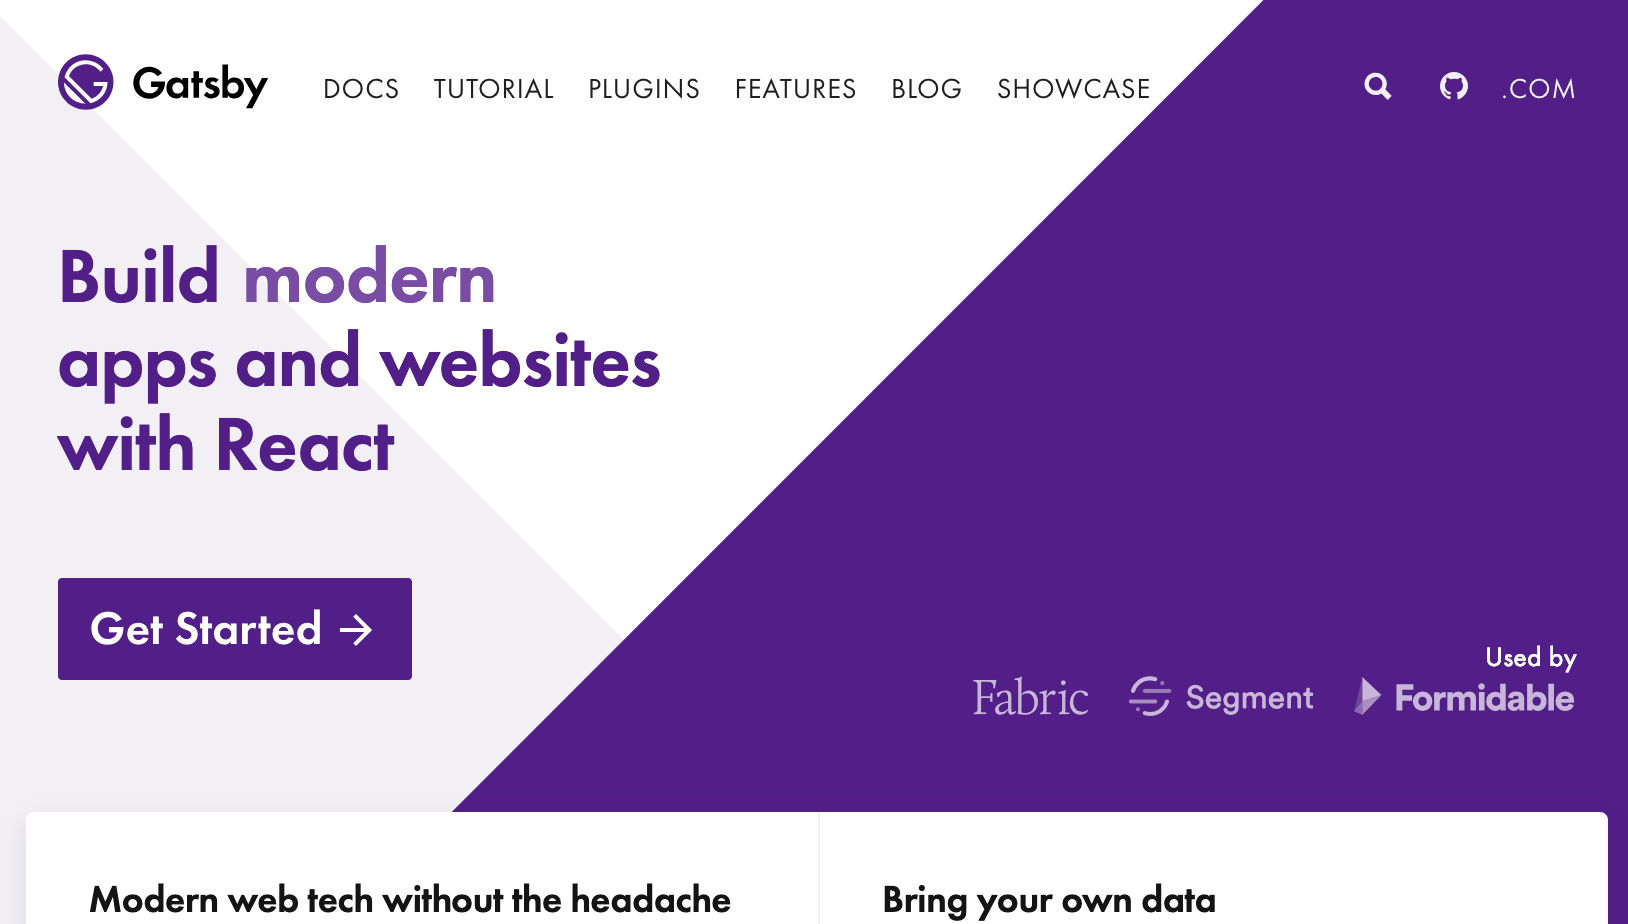 Gatsby DOCS TUTORIAL PLUGINS FEATURES BLOG SHOWCASE .COM
Build modern
apps and websites
with React
Get Started →
Used by
Fabric Segment Formidable
Modern web tech without the headache
Bring your own data